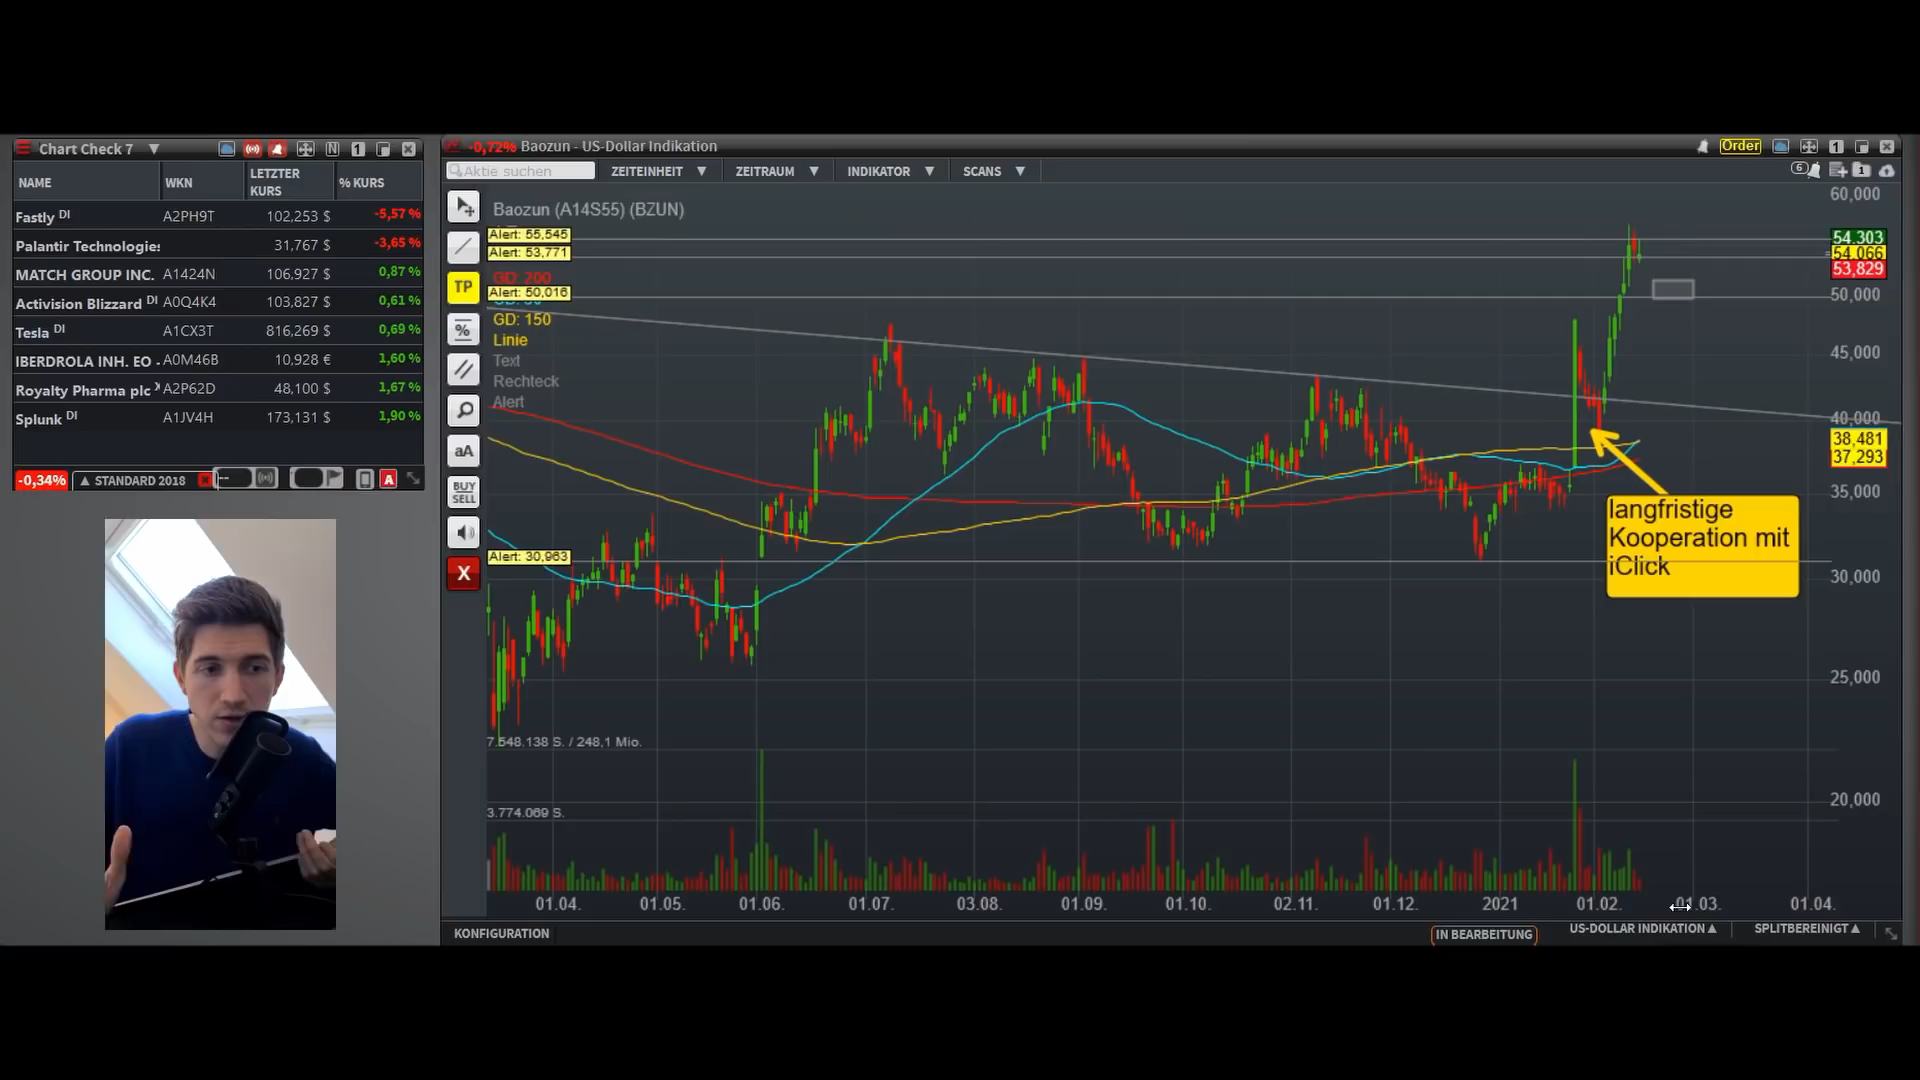 Chart Check 7
N
1
NAME WKN LETZTER KURS % KURS
Fastly DI A2PH9T 102,253 $ -5,57 %
Palantir Technologies 31,767 $ -3,65 %
MATCH GROUP INC. A1424N 106,927 $ 0,87 %
Activision Blizzard DI A0Q4K4 103,827 $ 0,61 %
Tesla DI A1CX3T 816,269 $ 0,69 %
IBERDROLA INH. EO - A0M46B 10,928 € 1,60 %
Royalty Pharma plc A2P62D 48,100 $ 1,67 %
Splunk DI A1JV4H 173,131 $ 1,90 %
-0,34% ▲ STANDARD 2018 -- A
-0,72% Baozun - US-Dollar Indikation
Order
1
Aktie suchen ZEITEINHEIT ▼ ZEITRAUM ▼ INDIKATOR ▼ SCANS ▼
6
1
Baozun (A14S55) (BZUN)
Alert: 55,545
Alert: 53,771
GD: 200
Alert: 50,016
GD: 150
Linie
Text
Rechteck
Alert
TP
%
aA
BUY
SELL
X
Alert: 30,963
60,000
54.303
54.066
53,829
50,000
45,000
40,000
38,481
37,293
35,000
30,000
25,000
20,000
langfristige
Kooperation mit
iClick
7.548.138 S. / 248,1 Mio.
3.774.069 S.
01.04. 01.05. 01.06. 01.07. 03.08. 01.09. 01.10. 02.11. 01.12. 2021 01.02. 01.03. 01.04.
KONFIGURATION
IN BEARBEITUNG
US-DOLLAR INDIKATION ▲
SPLITBEREINIGT ▲